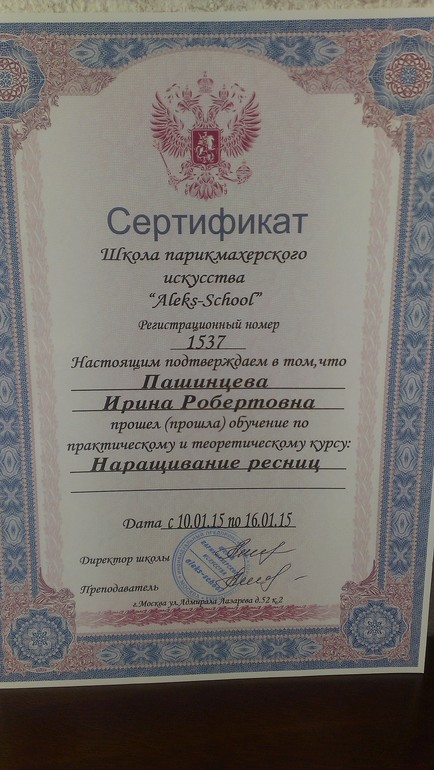 Сертификат
Школа парикмахерского
искусства
“Aleks-School”
Регистрационный номер
1537
Настоящим подтверждаем в том,что
Пашинцева
Ирина Робертовна
прошел (прошла) обучение по
практическому и теоретическому курсу:
Наращивание ресниц
Дата с 10.01.15 по 16.01.15
Директор школы
Преподаватель
г.Москва ул.Адмирала Лазарева д.52 к.2